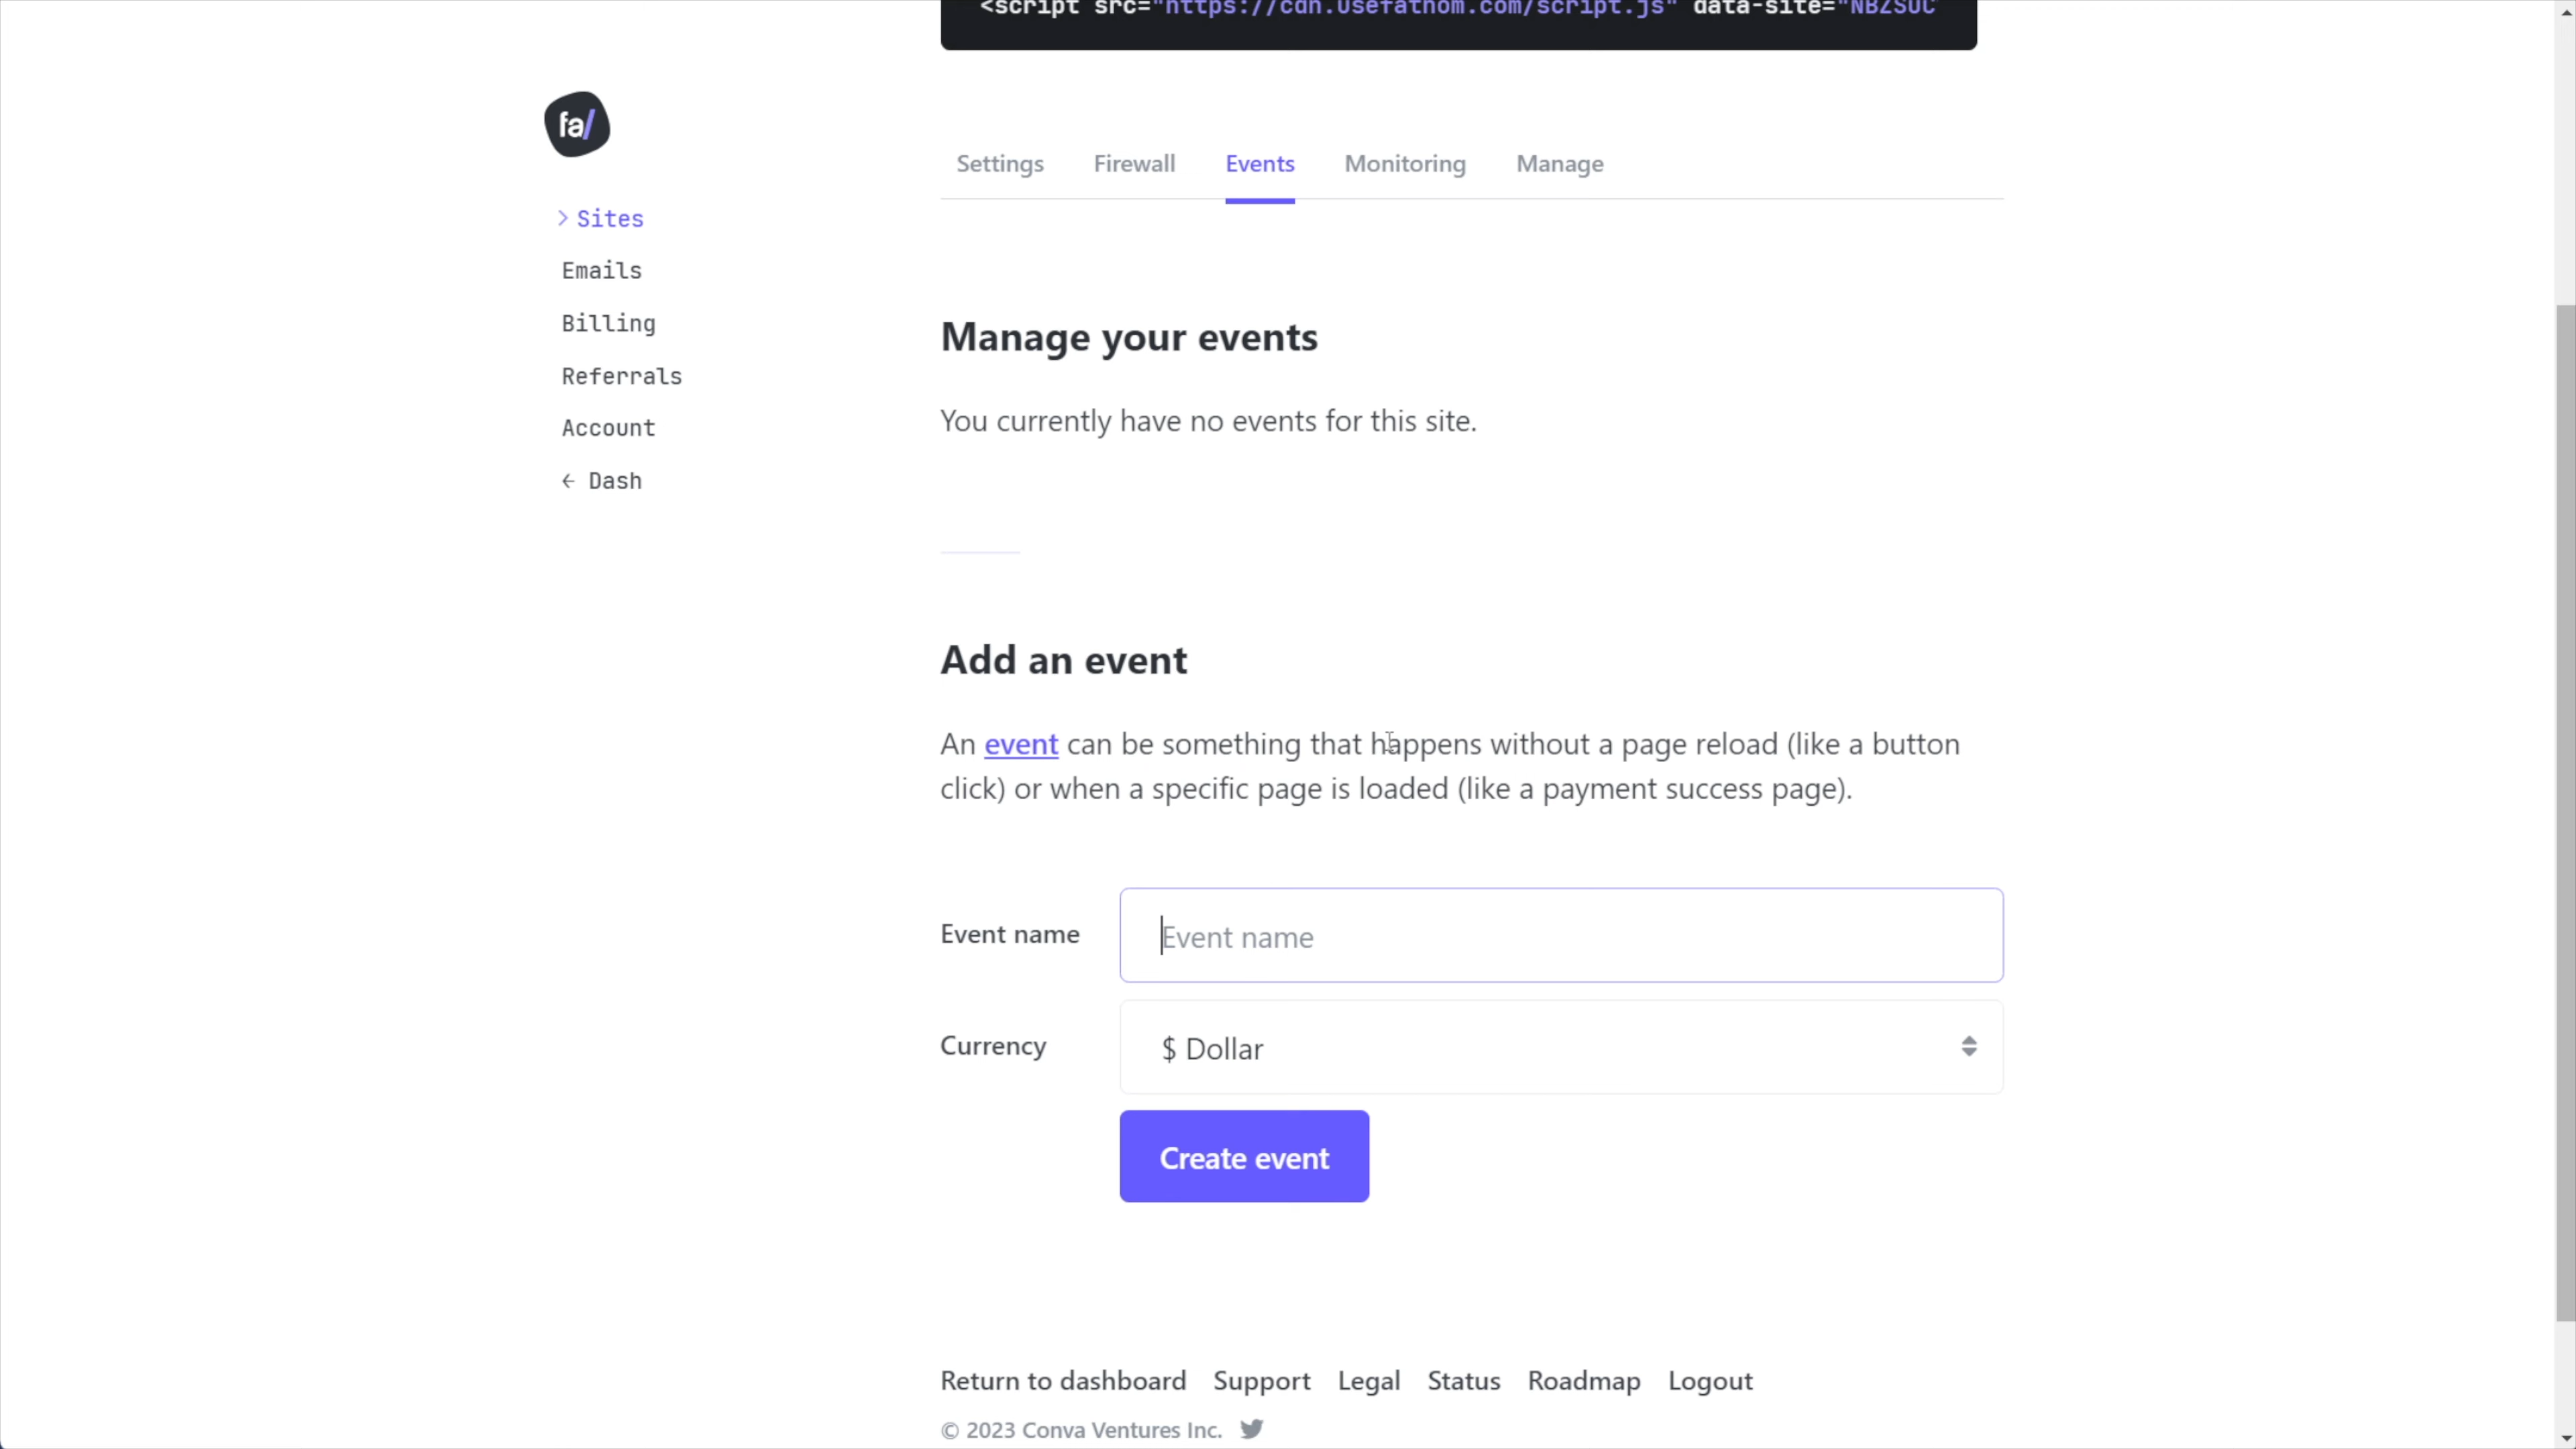 <script src="https://cdn.usefathom.com/script.js" data-site="NBZSUC
fa/
Settings Firewall Events Monitoring Manage
> Sites
Emails
Billing
Referrals
Account
← Dash
Manage your events
You currently have no events for this site.
Add an event
An event can be something that happens without a page reload (like a button
click) or when a specific page is loaded (like a payment success page).
Event name Event name
Currency $ Dollar
Create event
Return to dashboard Support Legal Status Roadmap Logout
© 2023 Conva Ventures Inc.